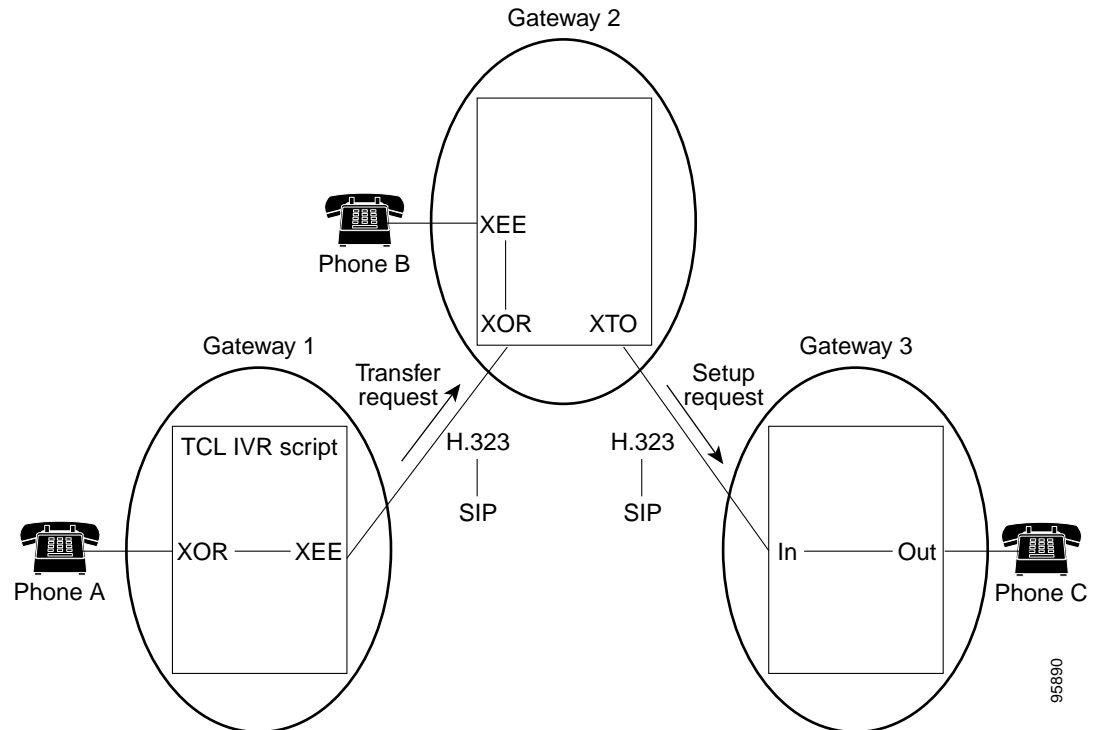 Gateway 2
XEE
Phone B
XOR
XTO
Gateway 1
Transfer
request
Setup
request
Gateway 3
TCL IVR script
H.323
SIP
H.323
SIP
XOR
XEE
Phone A
In
Out
Phone C
95890